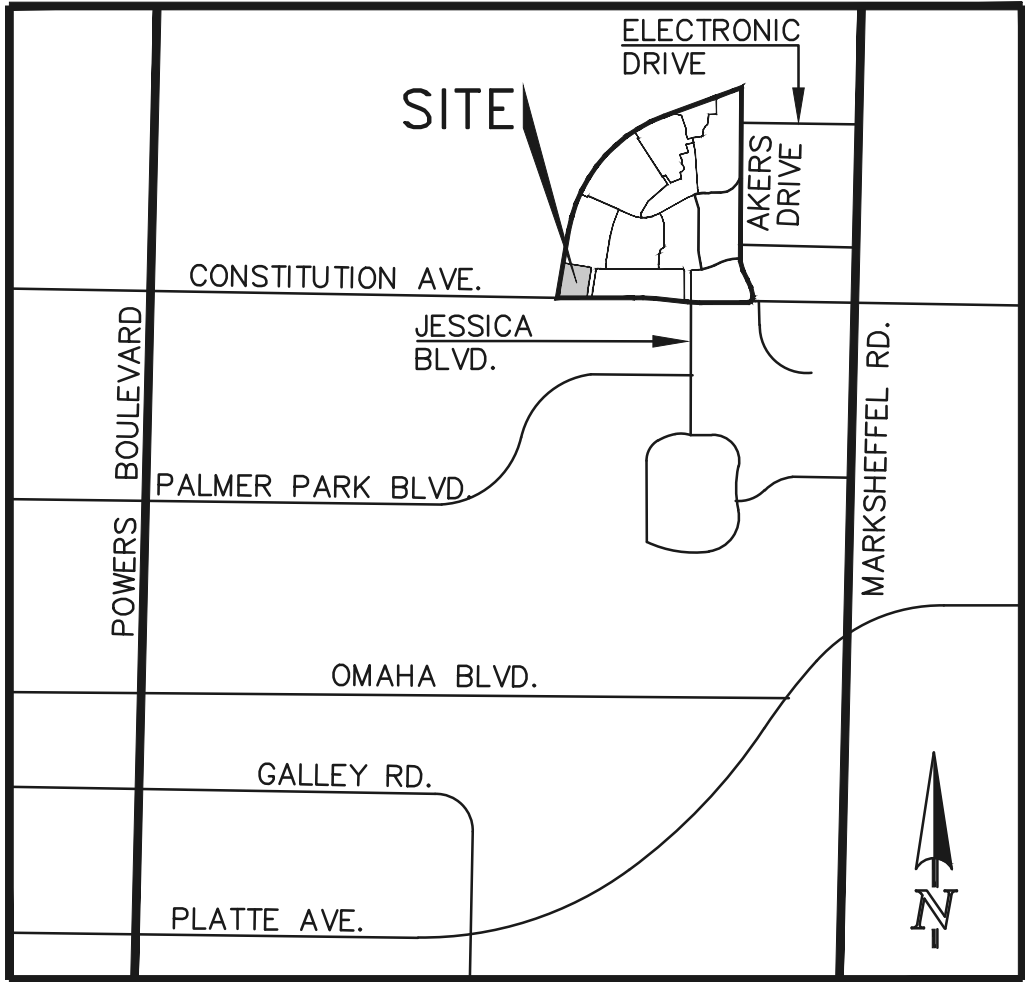 ELECTRONIC
DRIVE
SITE
AKERS
DRIVE
CONSTITUTION AVE.
JESSICA
BLVD.
POWERS BOULEVARD
MARKSHEFFEL RD.
PALMER PARK BLVD.
OMAHA BLVD.
GALLEY RD.
PLATTE AVE.
N